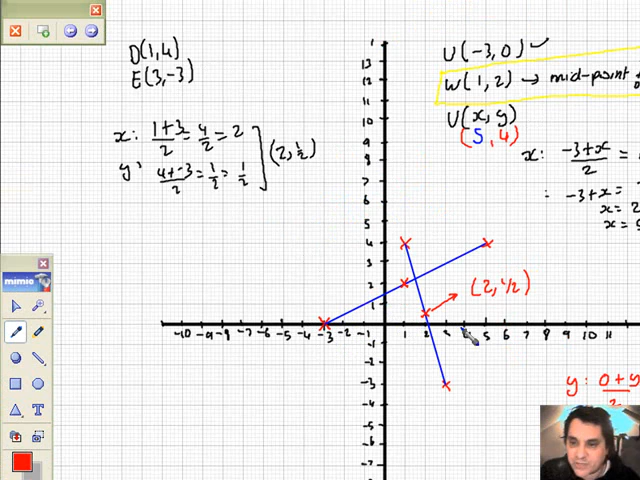 D(1,4)
E(3,-3)
x: 1+3/2 = 4/2 = 2
y: 4+-3/2 = 1/2 = 1/2
(2, ½)
U(-3,0)
W(1,2) → mid-point
U(x,y)
(5,4)
x: -3+x/2 =
: -3+x =
x = 2
x =
(2, 1/2)
y: 0+y
2
14
13
12
11
10
9
8
7
6
5
4
3
2
1
-10 -9 -8 -7 -6 -5 -4 -3 -2 -1 1 2 3 4 5 6 7 8 9 10 11
-1
-2
-3
-4
-5
-6
-7
mimio